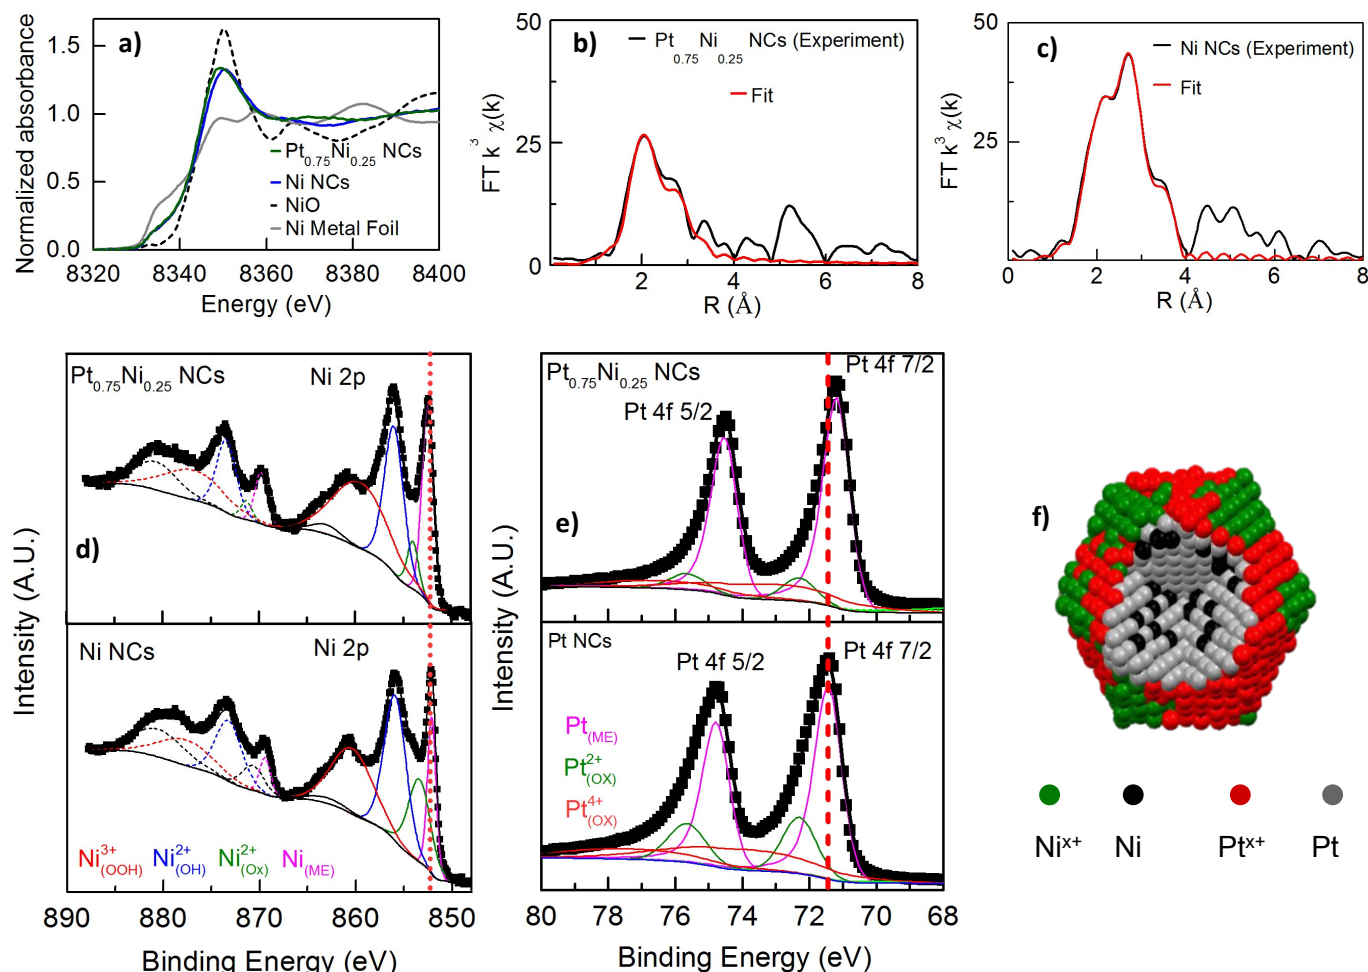 a)
Normalized absorbance
1.5
1.0
0.5
0.0
Pt0.75Ni0.25 NCs
Ni NCs
NiO
Ni Metal Foil
8320 8340 8360 8380 8400
Energy (eV)
b)
FT k3 χ(k)
50
25
0
Pt0.75Ni0.25 NCs (Experiment)
Fit
0 2 4 6 8
R (Å)
c)
FT k3 χ(k)
50
25
0
Ni NCs (Experiment)
Fit
0 2 4 6 8
R (Å)
d)
Intensity (A.U.)
Pt0.75Ni0.25 NCs
Ni 2p
Ni NCs
Ni 2p
Ni3+(OOH) Ni2+(OH) Ni2+(Ox) Ni(ME)
890 880 870 860 850
Binding Energy (eV)
e)
Intensity (A.U.)
Pt0.75Ni0.25 NCs
Pt 4f 7/2
Pt 4f 5/2
Pt NCs
Pt 4f 5/2
Pt 4f 7/2
Pt(ME)
Pt2+(OX)
Pt4+(OX)
80 78 76 74 72 70 68
Binding Energy (eV)
f)
Nix+ Ni Ptx+ Pt